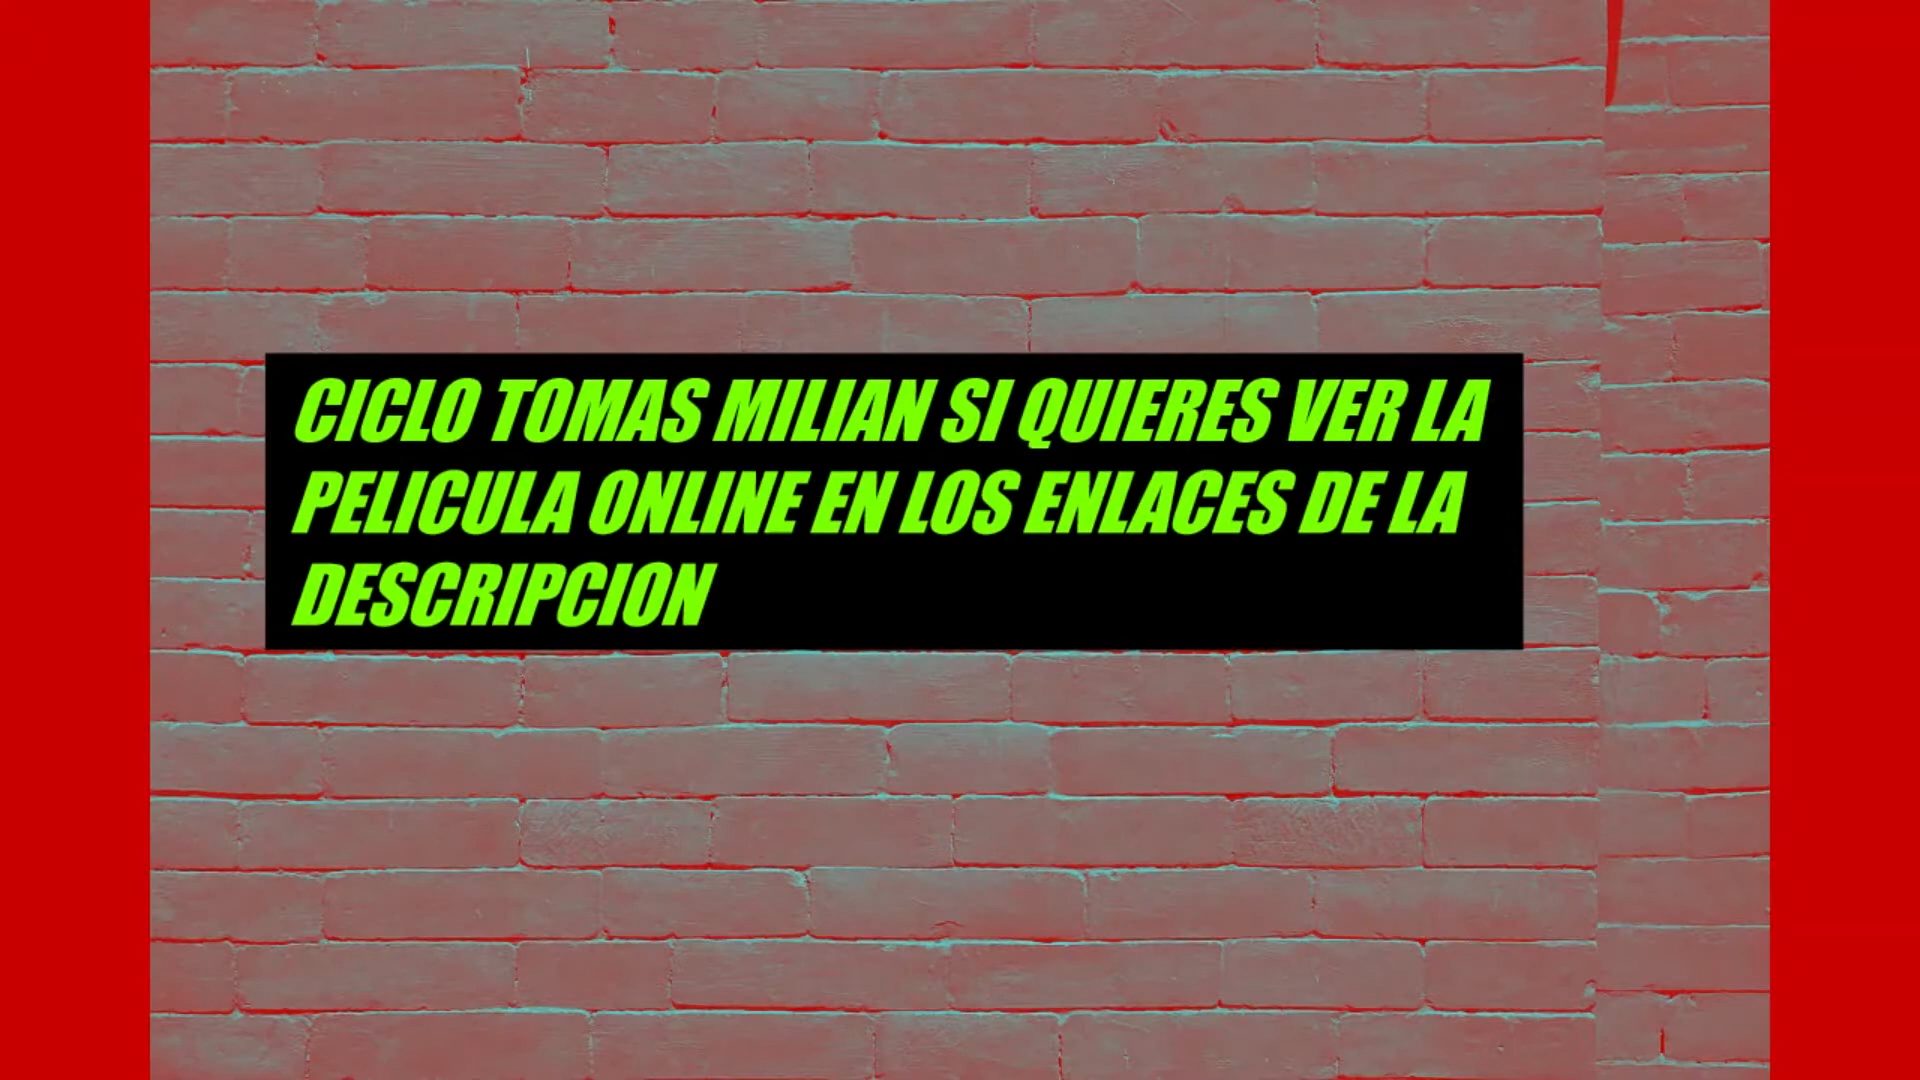 CICLO TOMAS MILIAN SI QUIERES VER LA
PELICULA ONLINE EN LOS ENLACES DE LA
DESCRIPCION